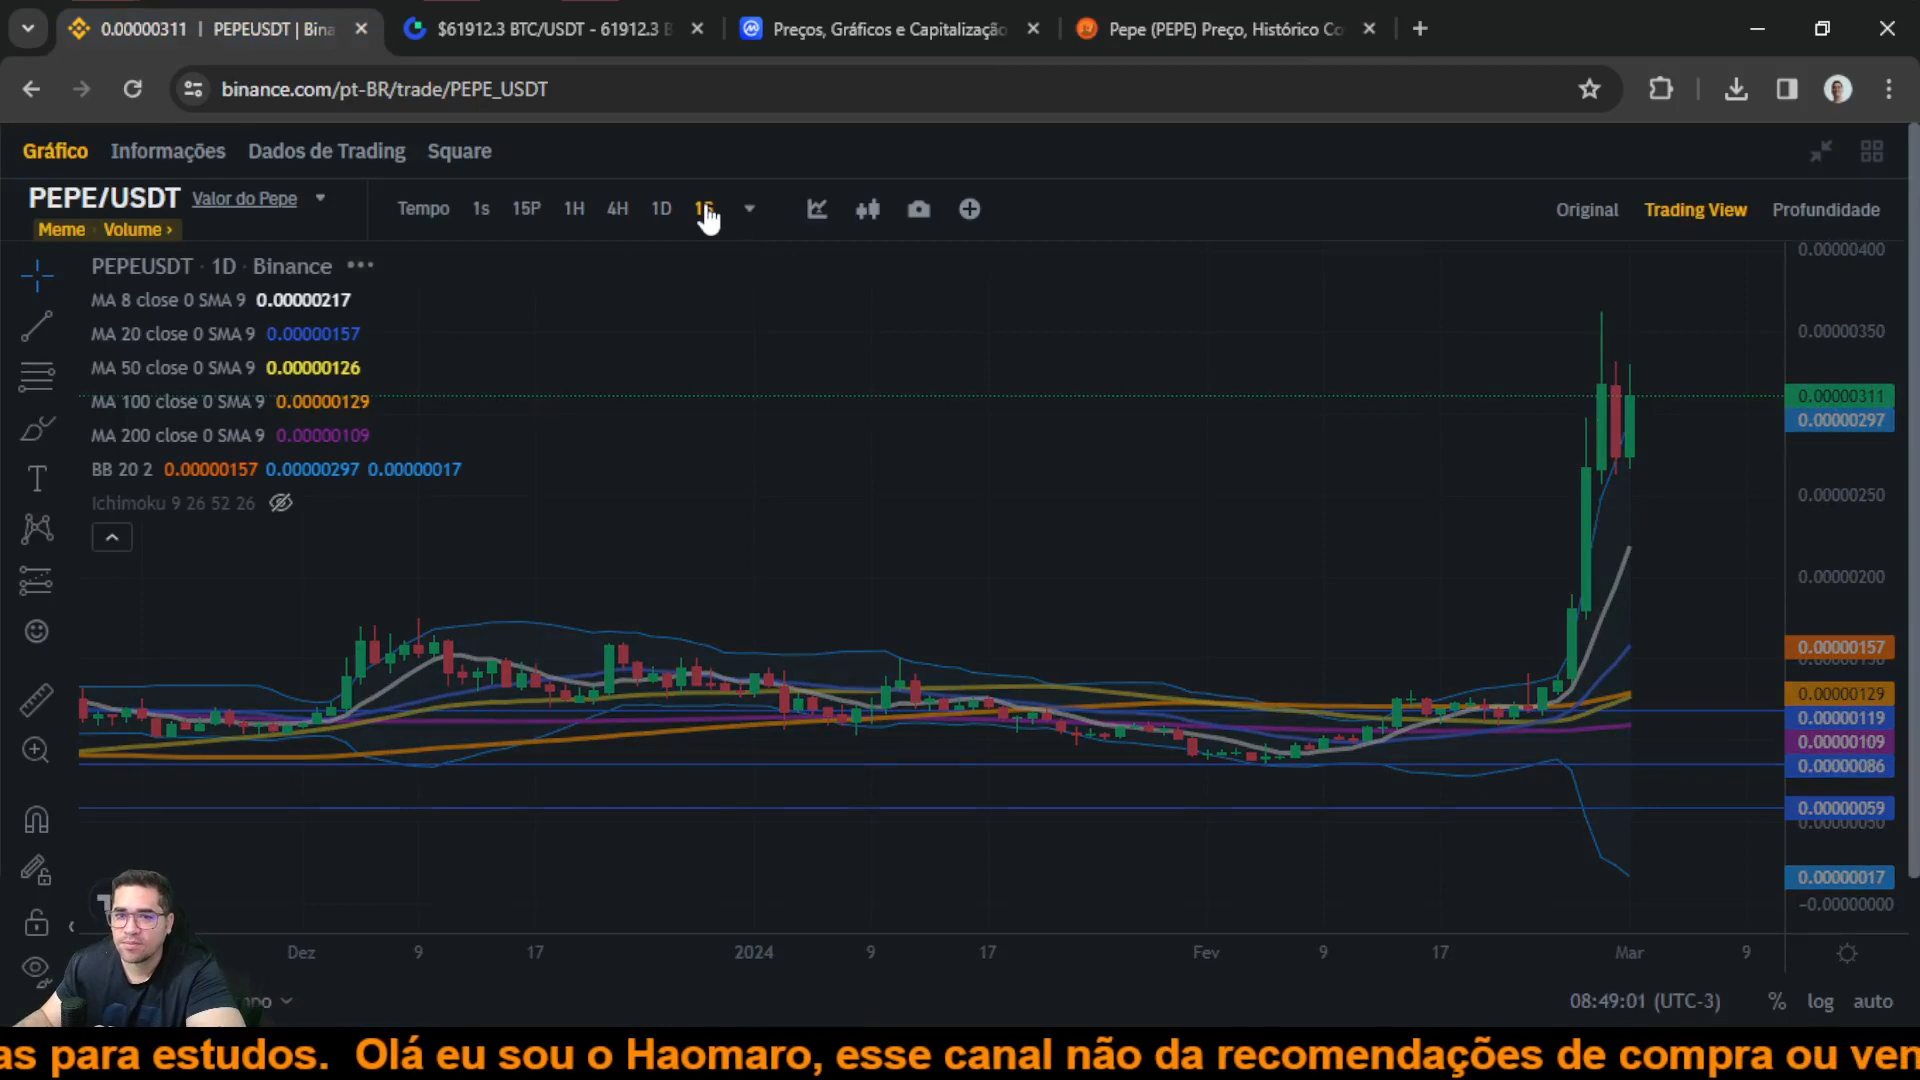 0.00000311 | PEPEUSDT | Bina
$61912.3 BTC/USDT - 61912.3 B
Preços, Gráficos e Capitalização
Pepe (PEPE) Preço, Histórico Co
binance.com/pt-BR/trade/PEPE_USDT
Gráfico Informações Dados de Trading Square
PEPE/USDT Valor do Pepe
Meme Volume ›
Tempo 1s 15P 1H 4H 1D
Original Trading View Profundidade
PEPEUSDT · 1D · Binance
MA 8 close 0 SMA 9 0.00000217
MA 20 close 0 SMA 9 0.00000157
MA 50 close 0 SMA 9 0.00000126
MA 100 close 0 SMA 9 0.00000129
MA 200 close 0 SMA 9 0.00000109
BB 20 2 0.00000157 0.00000297 0.00000017
Ichimoku 9 26 52 26
0.00000400
0.00000350
0.00000311
0.00000297
0.00000250
0.00000200
0.00000157
0.00000129
0.00000119
0.00000109
0.00000086
0.00000059
0.00000050
0.00000017
-0.00000000
Dez 9 17 2024 9 17 Fev 9 17 Mar 9
08:49:01 (UTC-3) % log auto
as para estudos. Olá eu sou o Haomaro, esse canal não da recomendações de compra ou ven